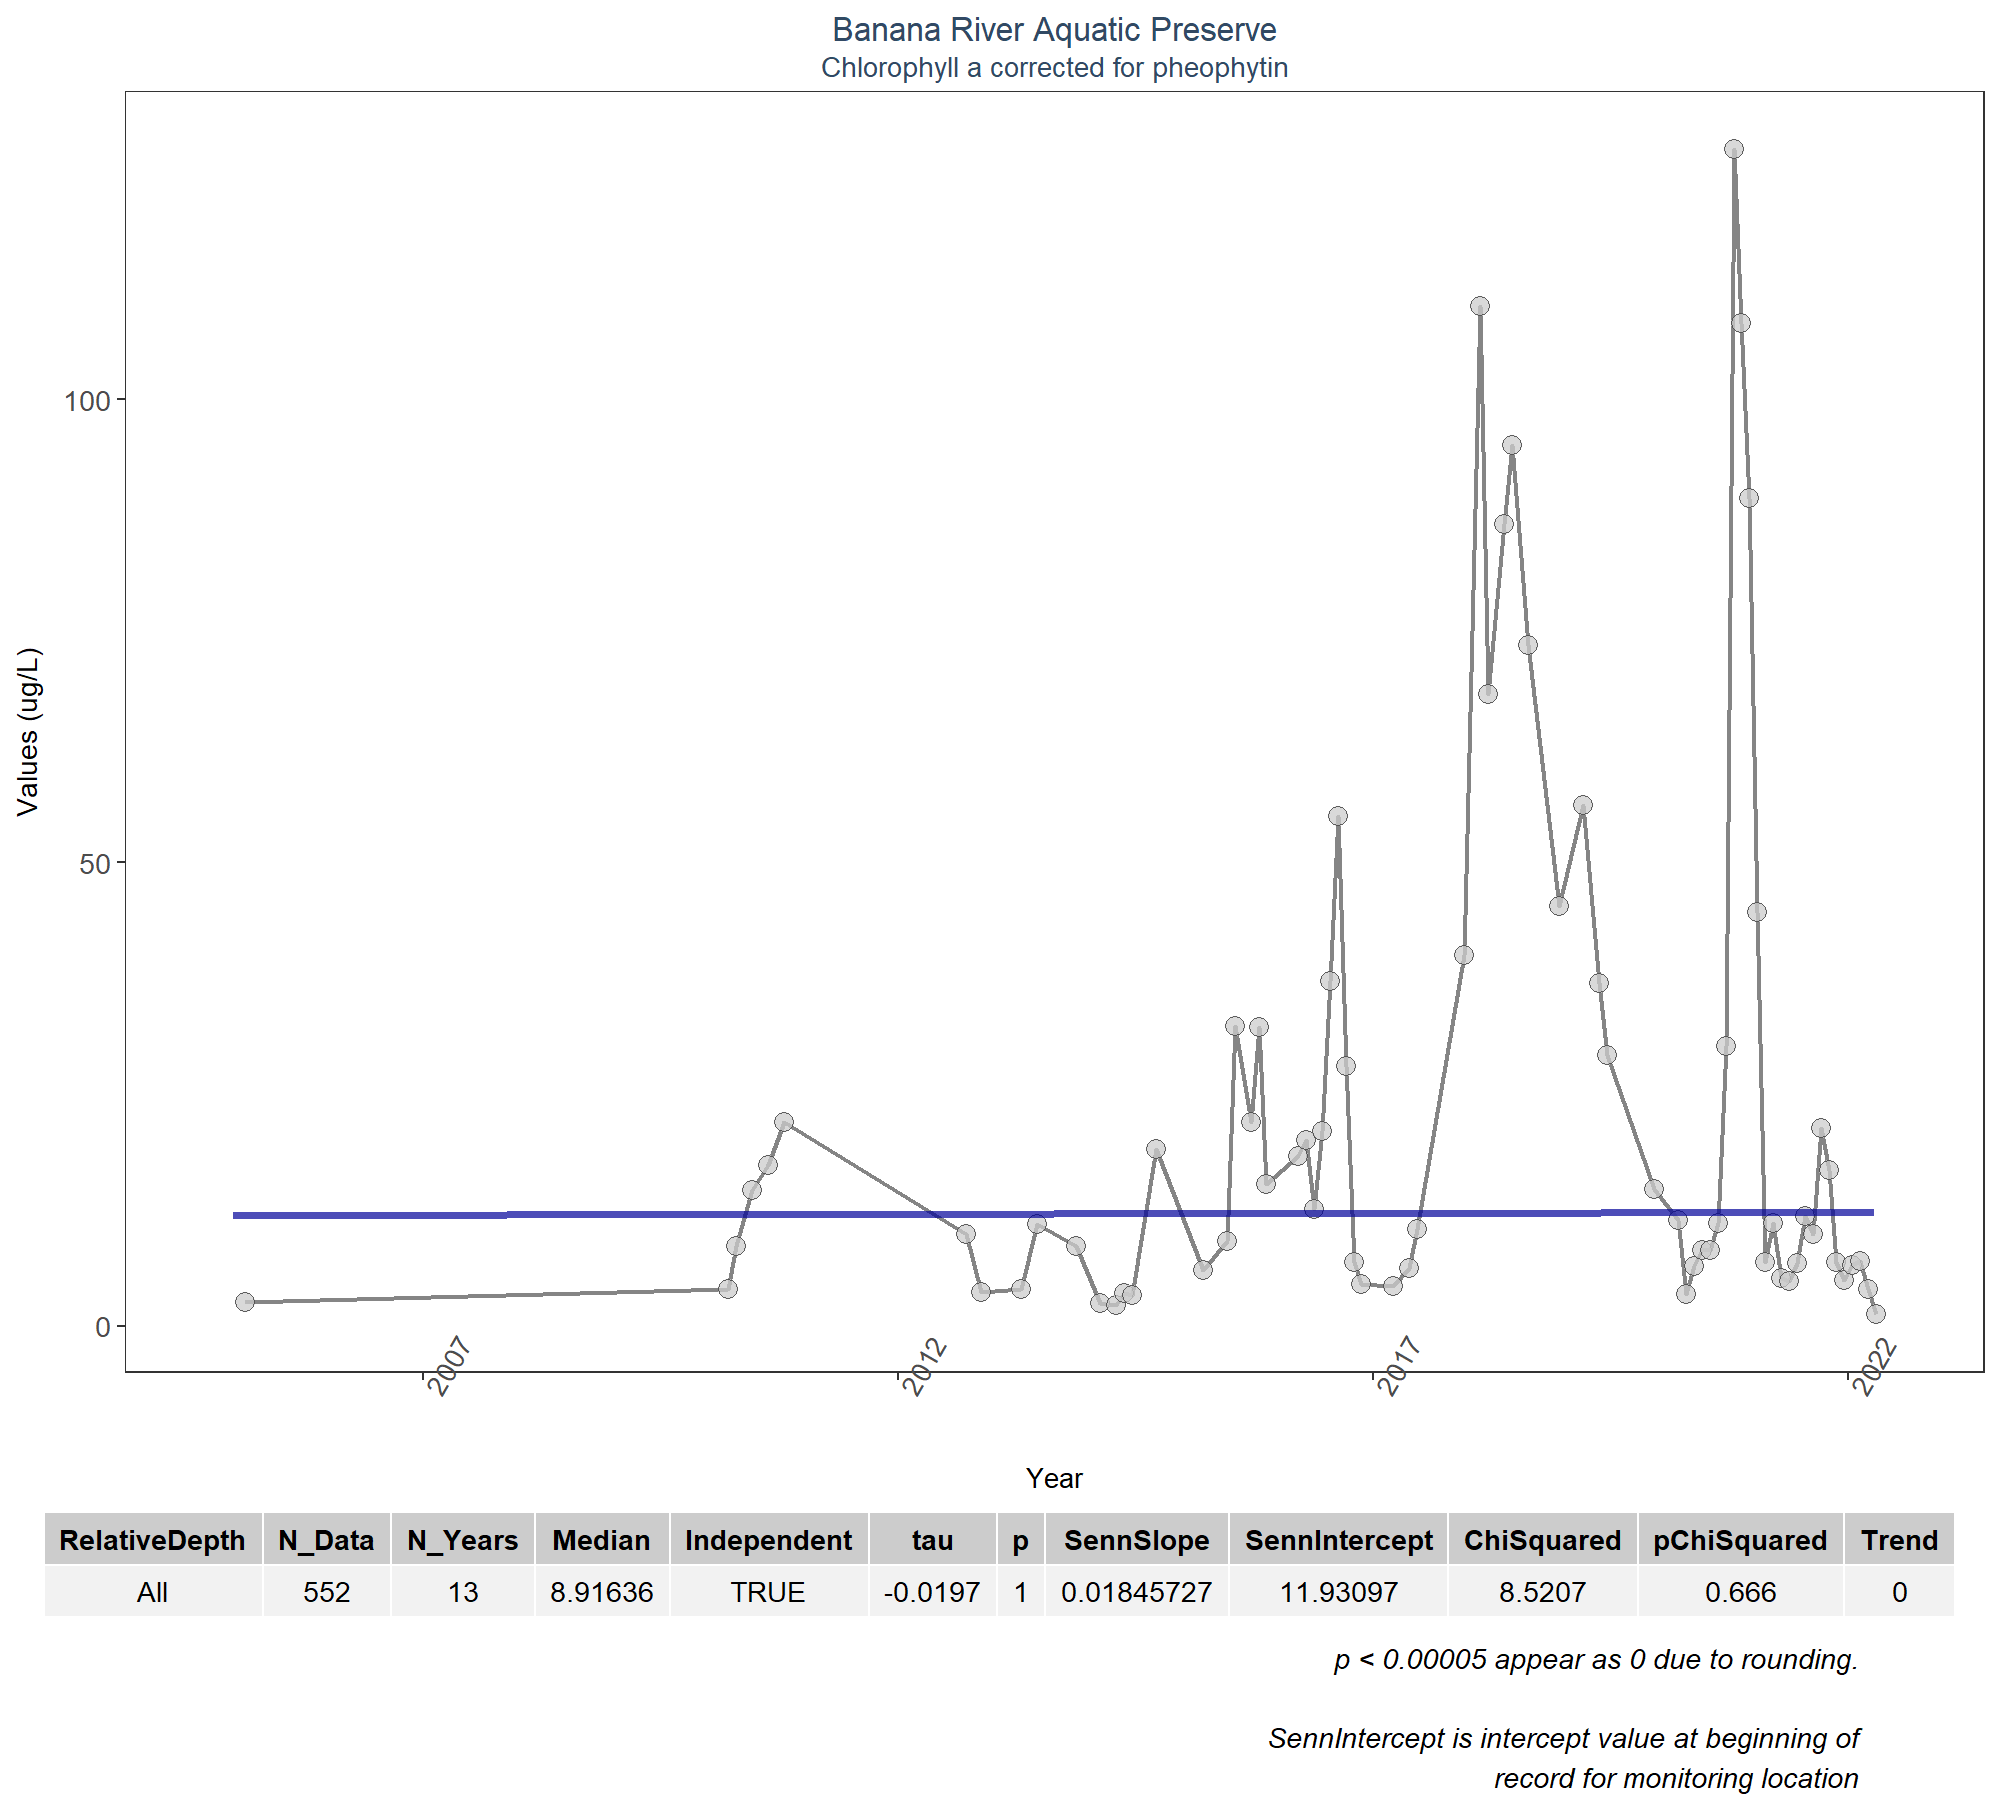 Banana River Aquatic Preserve
Chlorophyll a corrected for pheophytin
Values (ug/L)
100
50
0
2007 2012 2017 2022
Year
RelativeDepth N_Data N_Years Median Independent tau p SennSlope SennIntercept ChiSquared pChiSquared Trend
All 552 13 8.91636 TRUE -0.0197 1 0.01845727 11.93097 8.5207 0.666 0
p < 0.00005 appear as 0 due to rounding.
SennIntercept is intercept value at beginning of
record for monitoring location